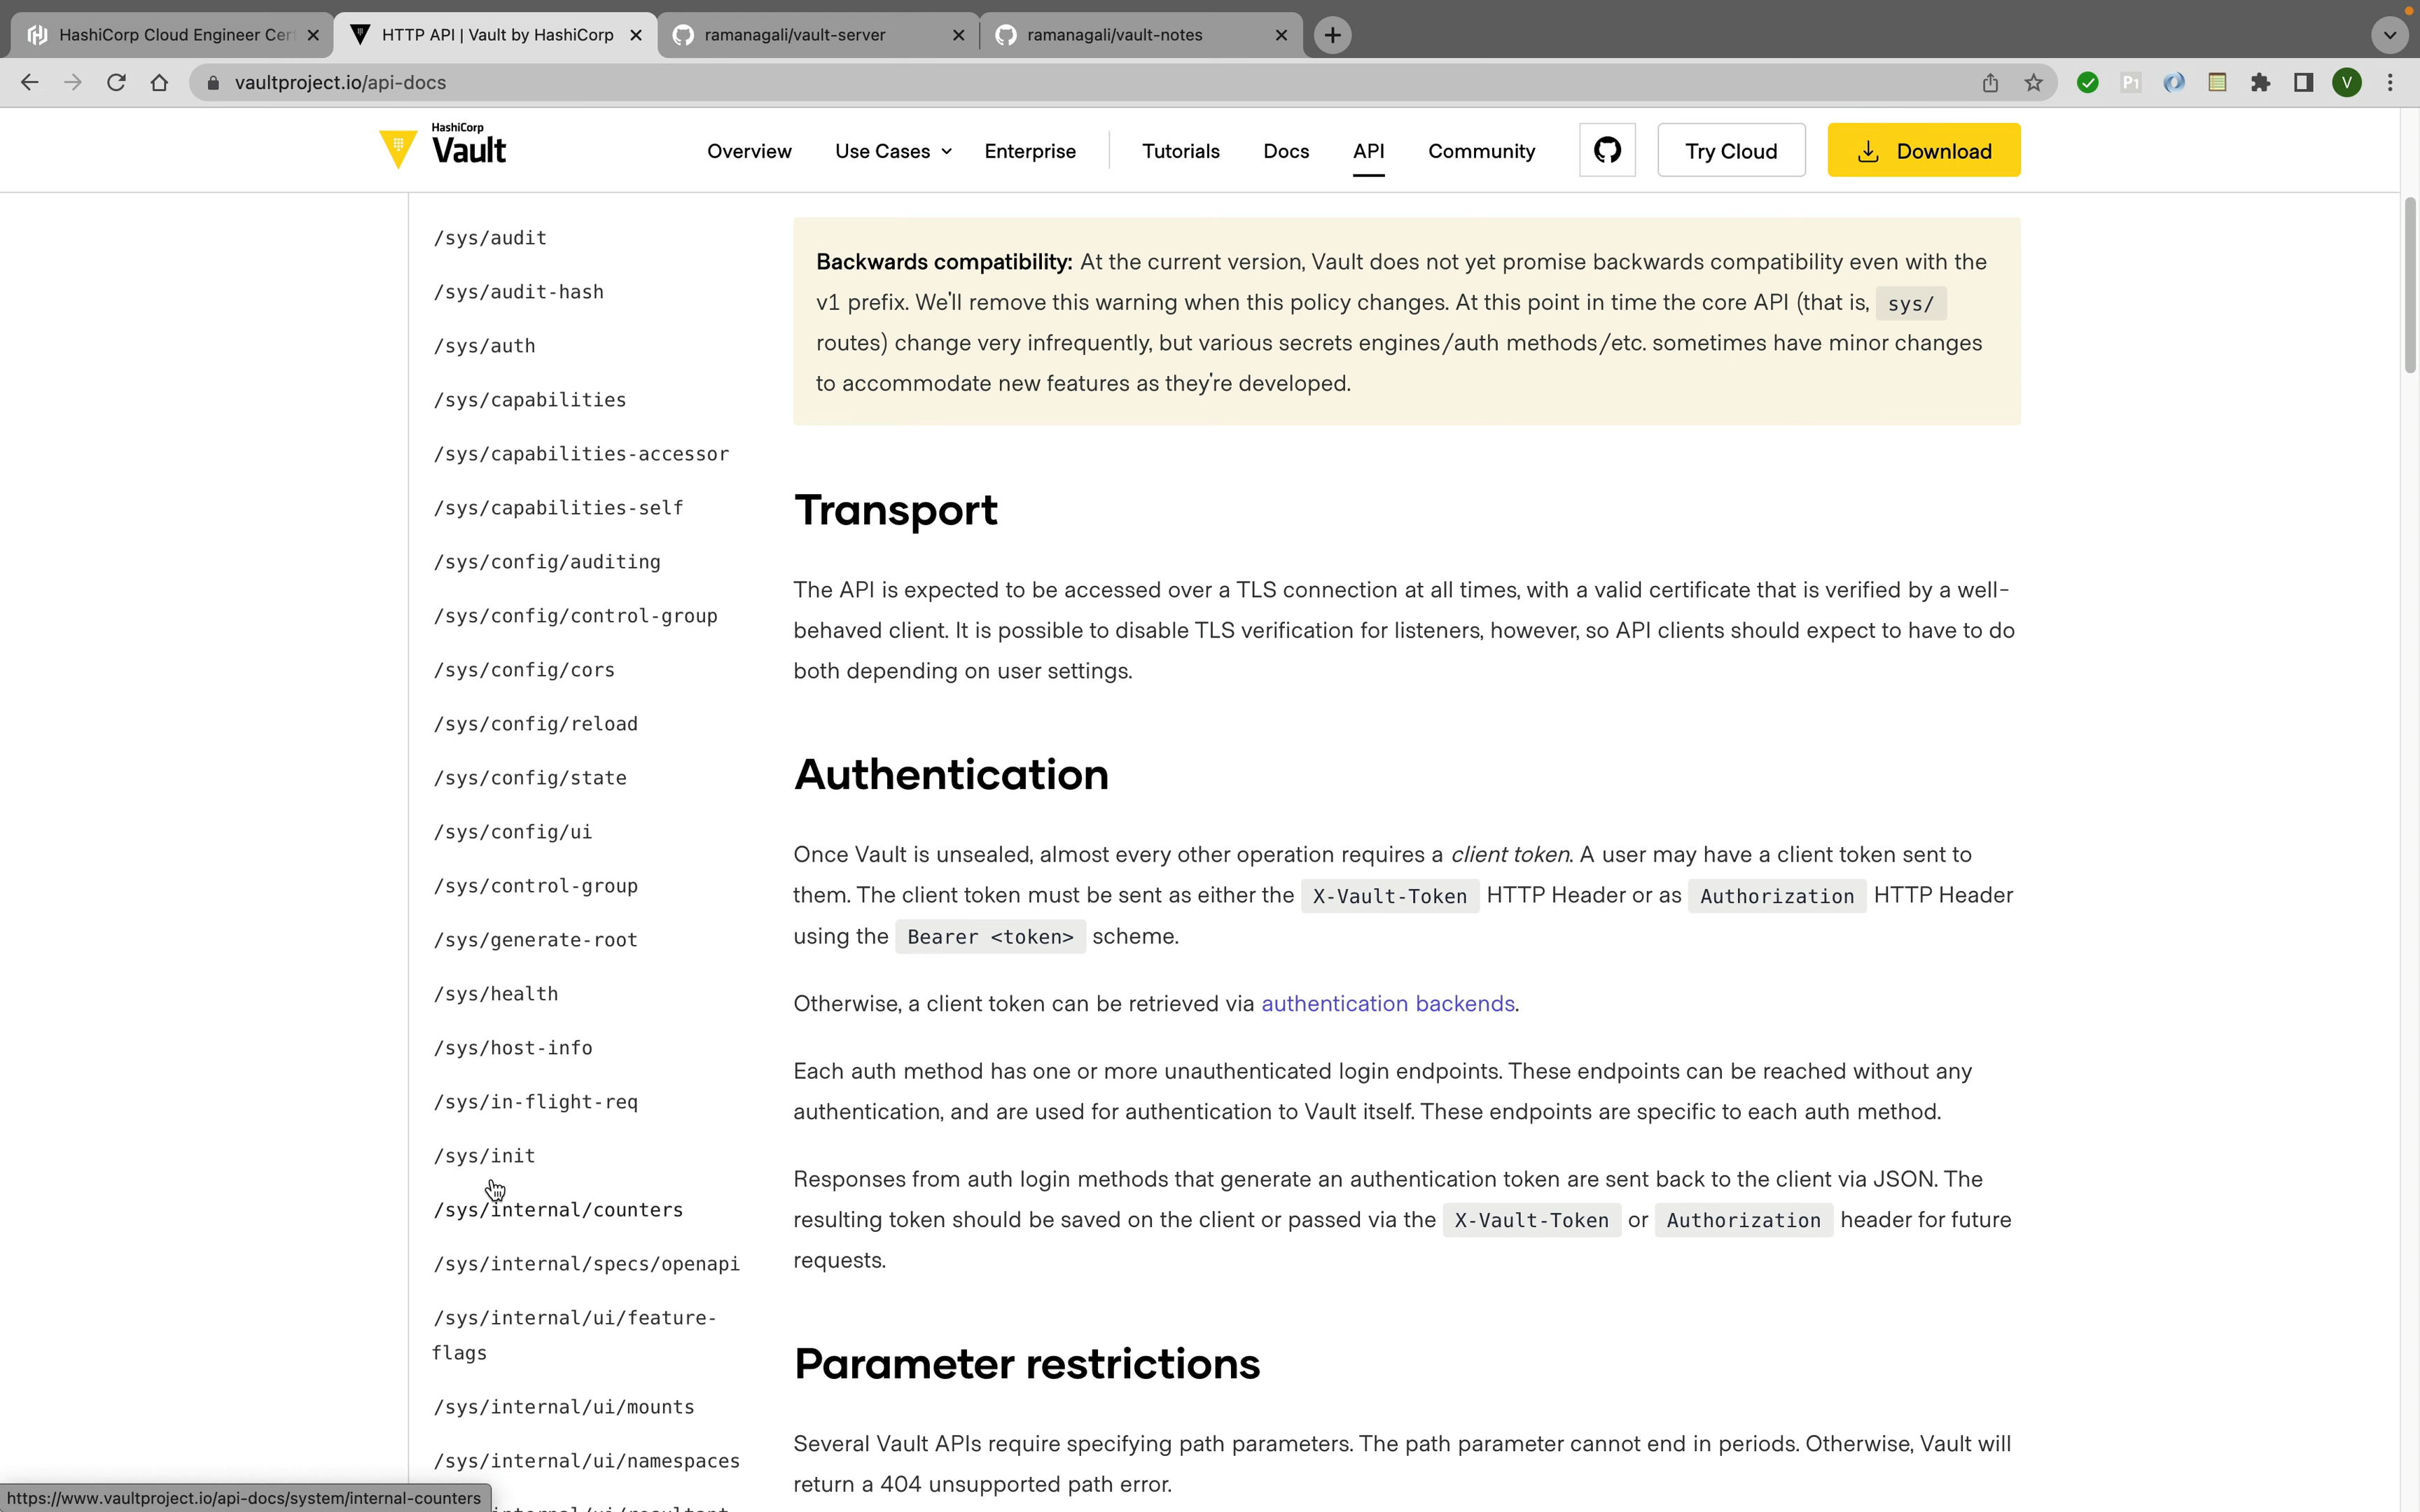 HashiCorp Cloud Engineer Cert
HTTP API | Vault by HashiCorp
ramanagali/vault-server
ramanagali/vault-notes
vaultproject.io/api-docs
P1
V
HashiCorp
Vault
Overview
Use Cases
Enterprise
Tutorials
Docs
API
Community
Try Cloud
Download
/sys/audit
/sys/audit-hash
/sys/auth
/sys/capabilities
/sys/capabilities-accessor
/sys/capabilities-self
/sys/config/auditing
/sys/config/control-group
/sys/config/cors
/sys/config/reload
/sys/config/state
/sys/config/ui
/sys/control-group
/sys/generate-root
/sys/health
/sys/host-info
/sys/in-flight-req
/sys/init
/sys/internal/counters
/sys/internal/specs/openapi
/sys/internal/ui/feature-
flags
/sys/internal/ui/mounts
/sys/internal/ui/namespaces
Backwards compatibility: At the current version, Vault does not yet promise backwards compatibility even with the
v1 prefix. We'll remove this warning when this policy changes. At this point in time the core API (that is, sys/
routes) change very infrequently, but various secrets engines/auth methods/etc. sometimes have minor changes
to accommodate new features as they're developed.
Transport
The API is expected to be accessed over a TLS connection at all times, with a valid certificate that is verified by a well-
behaved client. It is possible to disable TLS verification for listeners, however, so API clients should expect to have to do
both depending on user settings.
Authentication
Once Vault is unsealed, almost every other operation requires a client token. A user may have a client token sent to
them. The client token must be sent as either the X-Vault-Token HTTP Header or as Authorization HTTP Header
using the Bearer <token> scheme.
Otherwise, a client token can be retrieved via authentication backends.
Each auth method has one or more unauthenticated login endpoints. These endpoints can be reached without any
authentication, and are used for authentication to Vault itself. These endpoints are specific to each auth method.
Responses from auth login methods that generate an authentication token are sent back to the client via JSON. The
resulting token should be saved on the client or passed via the X-Vault-Token or Authorization header for future
requests.
Parameter restrictions
Several Vault APIs require specifying path parameters. The path parameter cannot end in periods. Otherwise, Vault will
return a 404 unsupported path error.
https://www.vaultproject.io/api-docs/system/internal-counters